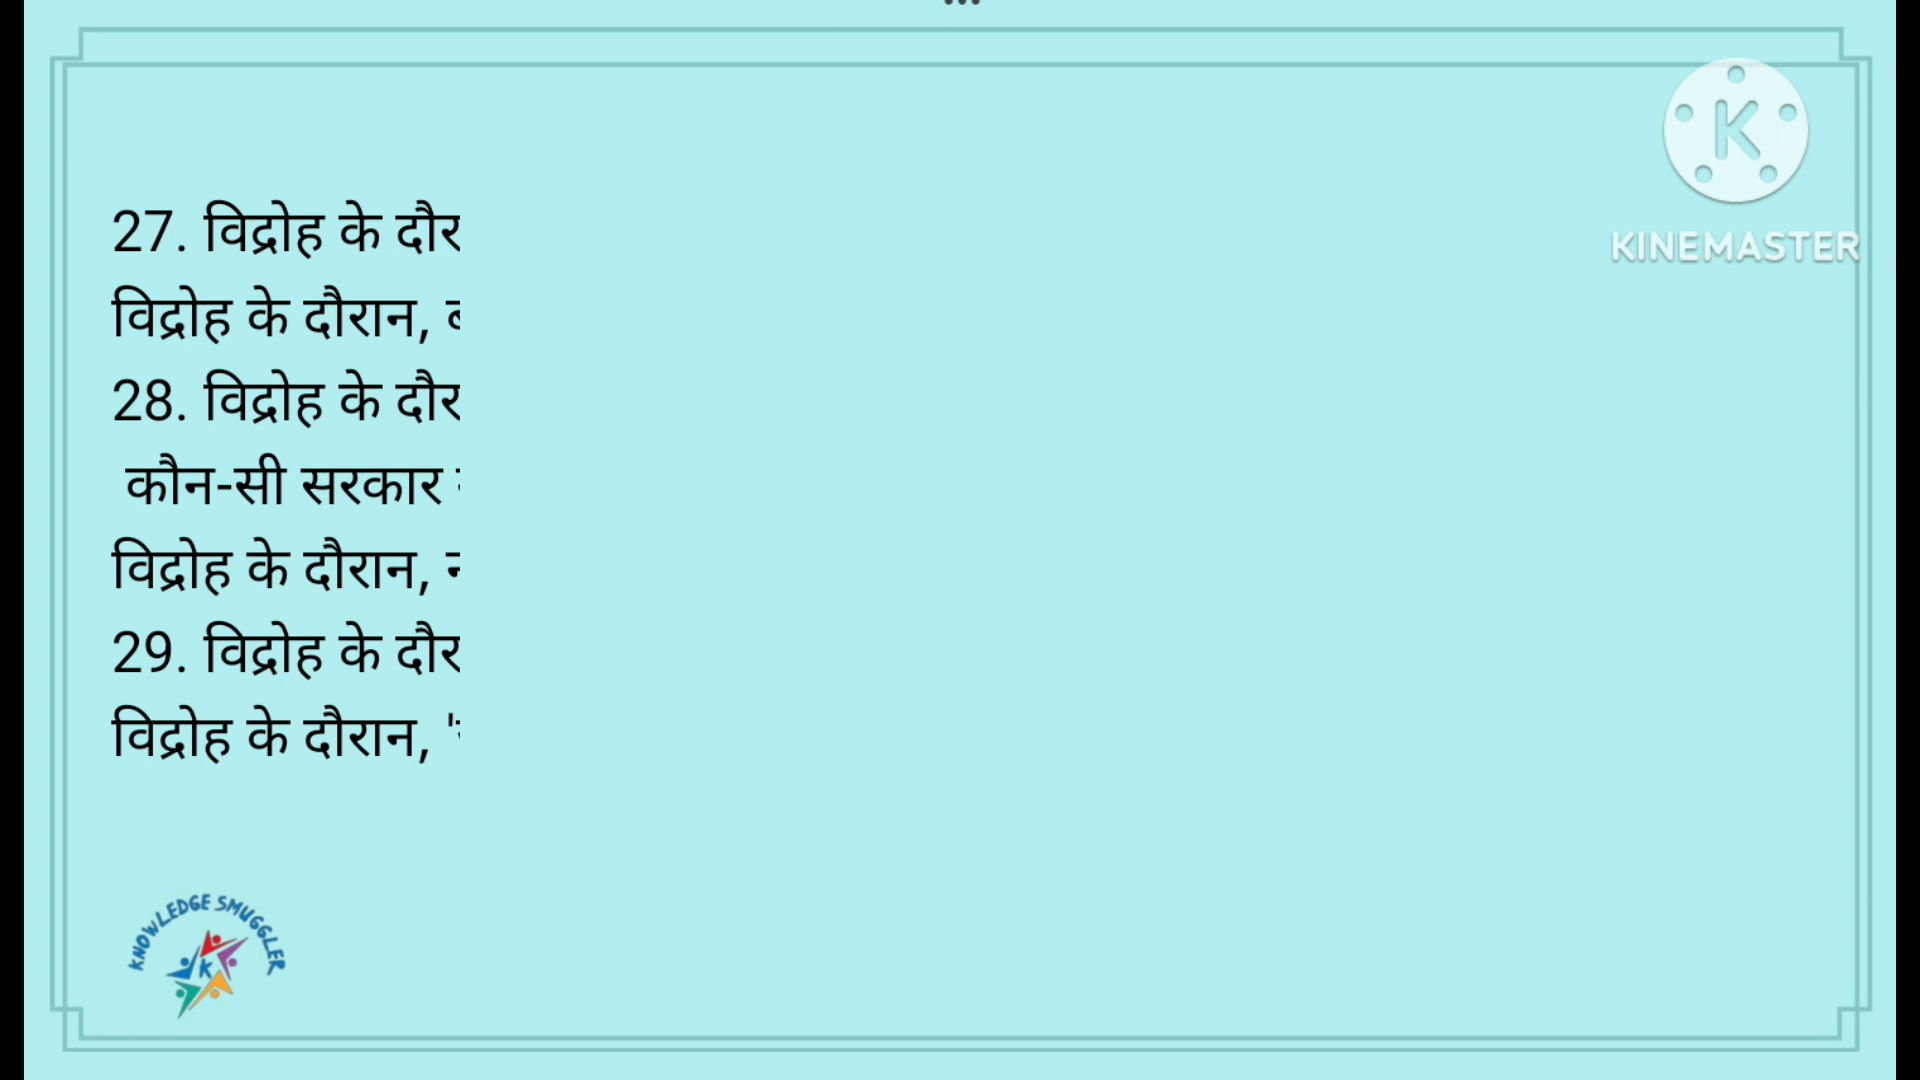 27. विद्रोह के
विद्रोह के दौरान,
28. विद्रोह के
कौन-सी सरकार
विद्रोह के दौरान,
29. विद्रोह के
विद्रोह के दौरान,
KINEMASTER
KNOWLEDGE SMUGGLER
K